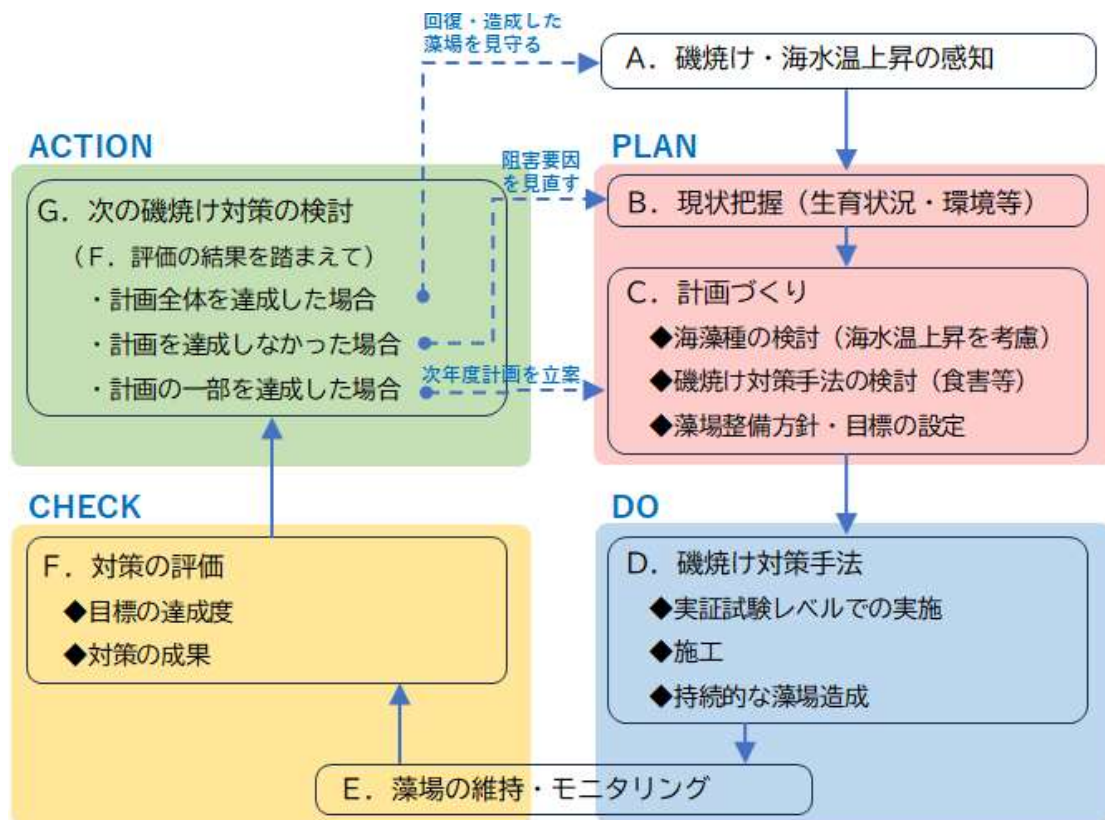 回復・造成した
藻場を見守る
A．磯焼け・海水温上昇の感知
ACTION
PLAN
阻害要因
を見直す
G．次の磯焼け対策の検討
（F．評価の結果を踏まえて）
・計画全体を達成した場合
・計画を達成しなかった場合
・計画の一部を達成した場合
次年度計画を立案
B．現状把握（生育状況・環境等）
C．計画づくり
◆海藻種の検討（海水温上昇を考慮）
◆磯焼け対策手法の検討（食害等）
◆藻場整備方針・目標の設定
CHECK
DO
F．対策の評価
◆目標の達成度
◆対策の成果
D．磯焼け対策手法
◆実証試験レベルでの実施
◆施工
◆持続的な藻場造成
E．藻場の維持・モニタリング